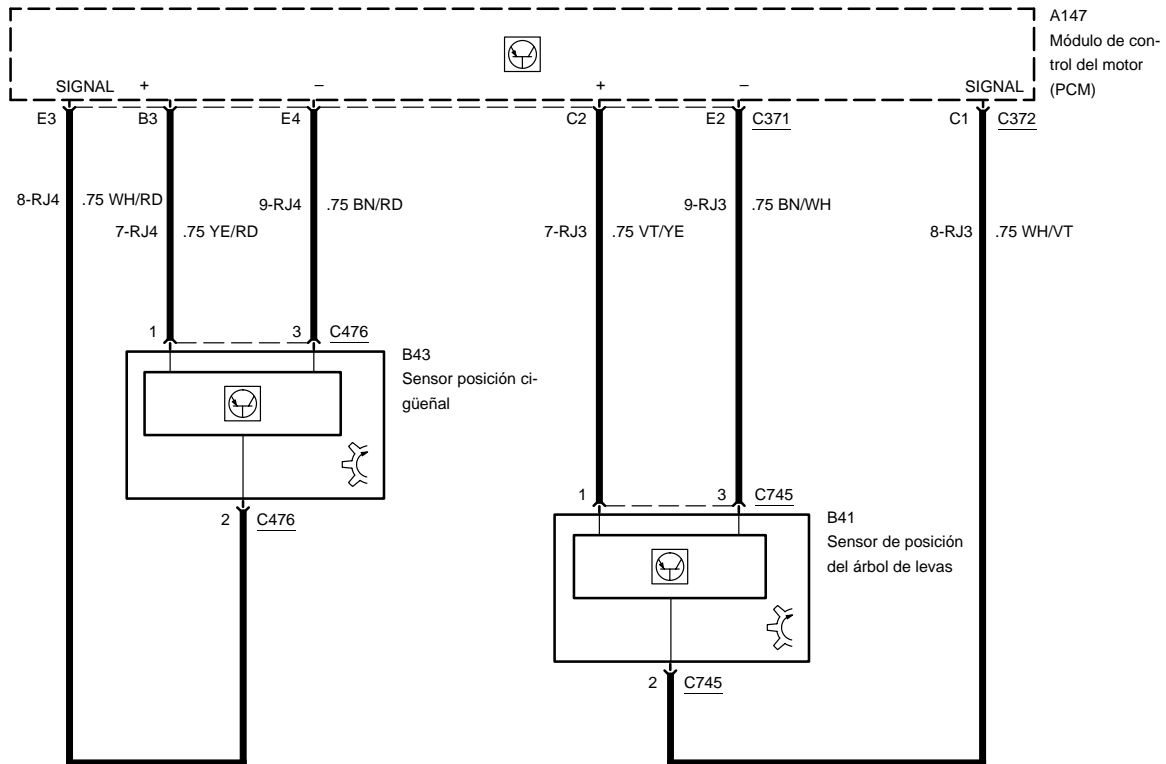 A147
Módulo de con-
trol del motor
(PCM)
SIGNAL + – + – SIGNAL
E3 B3 E4 C2 E2 C371 C1 C372
8-RJ4 .75 WH/RD 9-RJ4 .75 BN/RD 9-RJ3 .75 BN/WH
7-RJ4 .75 YE/RD 7-RJ3 .75 VT/YE 8-RJ3 .75 WH/VT
1 3 C476
B43
Sensor posición ci-
güeñal
2 C476
1 3 C745
B41
Sensor de posición
del árbol de levas
2 C745